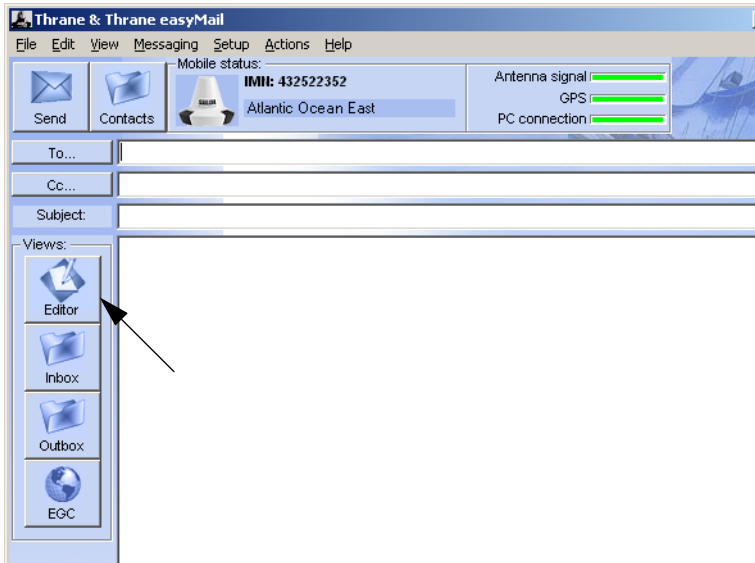 Thrane & Thrane easyMail
File Edit View Messaging Setup Actions Help
Send
Contacts
Mobile status:
SAILOR
IMN: 432522352
Atlantic Ocean East
Antenna signal
GPS
PC connection
To...
Cc...
Subject:
Views:
Editor
Inbox
Outbox
EGC